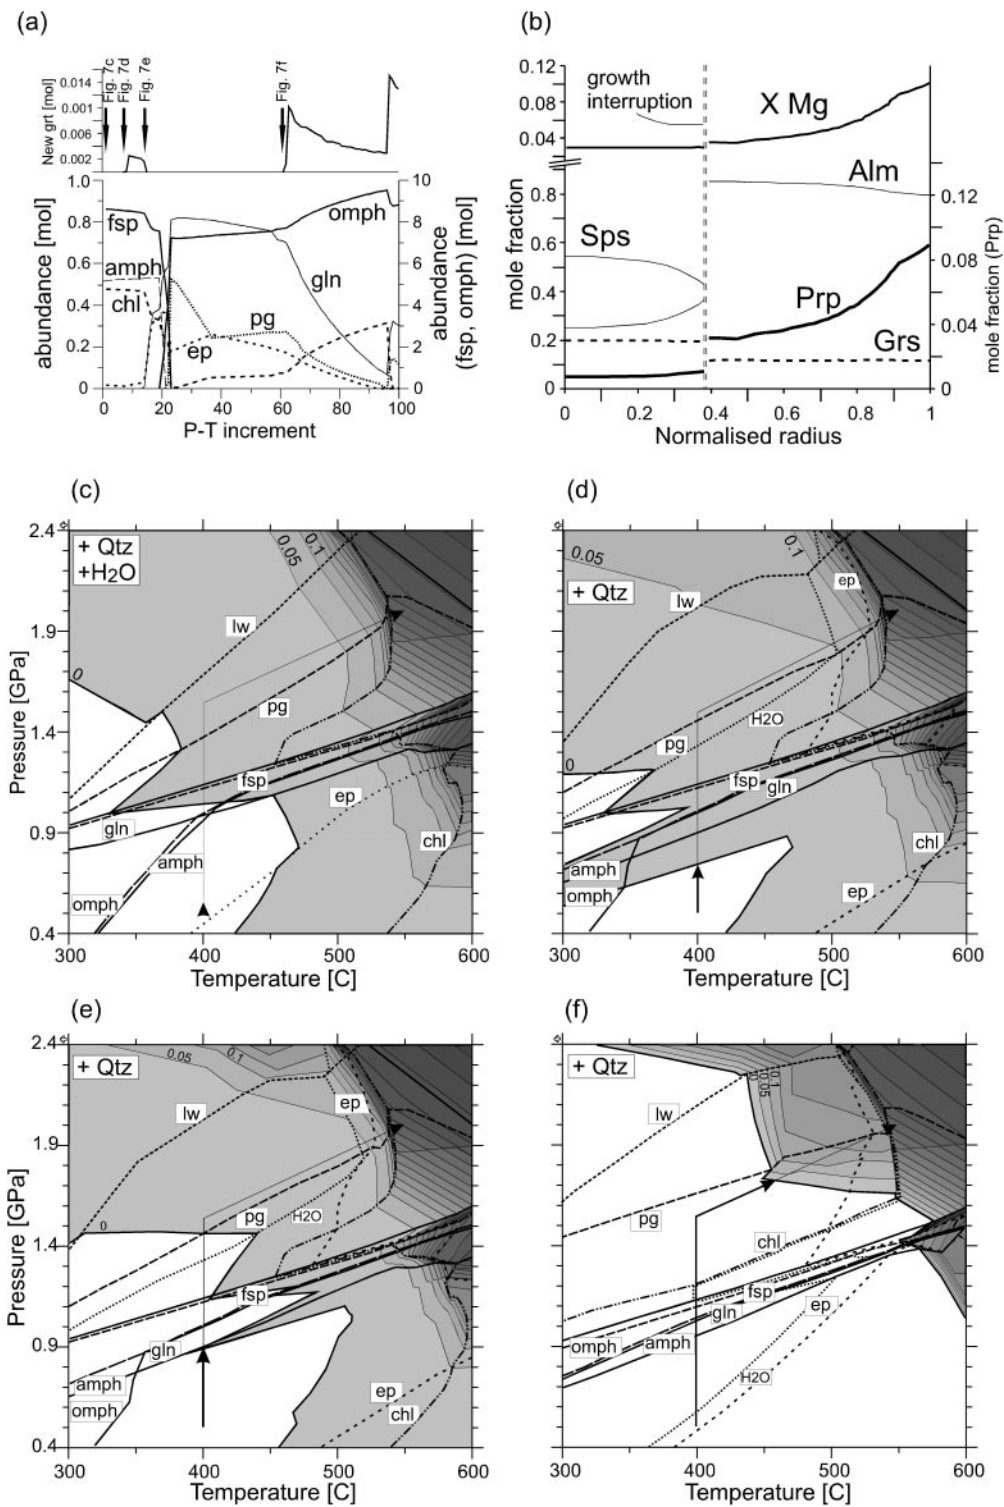 (a)
Fig. 7c
Fig. 7d
Fig. 7e
Fig. 7f
New grt [mol]
0.014
0.001
0.006
0.002
abundance [mol]
1.0
0.8
0.6
0.4
0.2
0
10
8
6
4
2
0
abundance
(fsp, omph) [mol]
fsp
omph
amph
gln
chl
pg
ep
0 20 40 60 80 100
P-T increment
(b)
0.12
0.10
0.08
0.06
0.04
growth
interruption
X Mg
mole fraction
0.8
0.6
0.4
0.2
0
Alm
Sps
Prp
Grs
0.12
0.08
0.04
0
mole fraction (Prp)
0 0.2 0.4 0.6 0.8 1
Normalised radius
(c)
+ Qtz
+H2O
0.05
0.1
lw
0
pg
fsp
gln
ep
amph
chl
omph
2.4
1.9
1.4
0.9
0.4
Pressure [GPa]
300 400 500 600
Temperature [C]
(d)
0.05
0.1
ep
+ Qtz
lw
pg
H2O
0
fsp
gln
amph
chl
omph
ep
300 400 500 600
Temperature [C]
(e)
2.4
1.9
1.4
0.9
0.4
Pressure [GPa]
+ Qtz
0.05
0.1
lw
ep
pg
H2O
0
fsp
gln
amph
ep
omph
chl
300 400 500 600
Temperature [C]
(f)
+ Qtz
0.05
0.1
lw
pg
chl
fsp
gln
ep
omph
amph
H2O
300 400 500 600
Temperature [C]